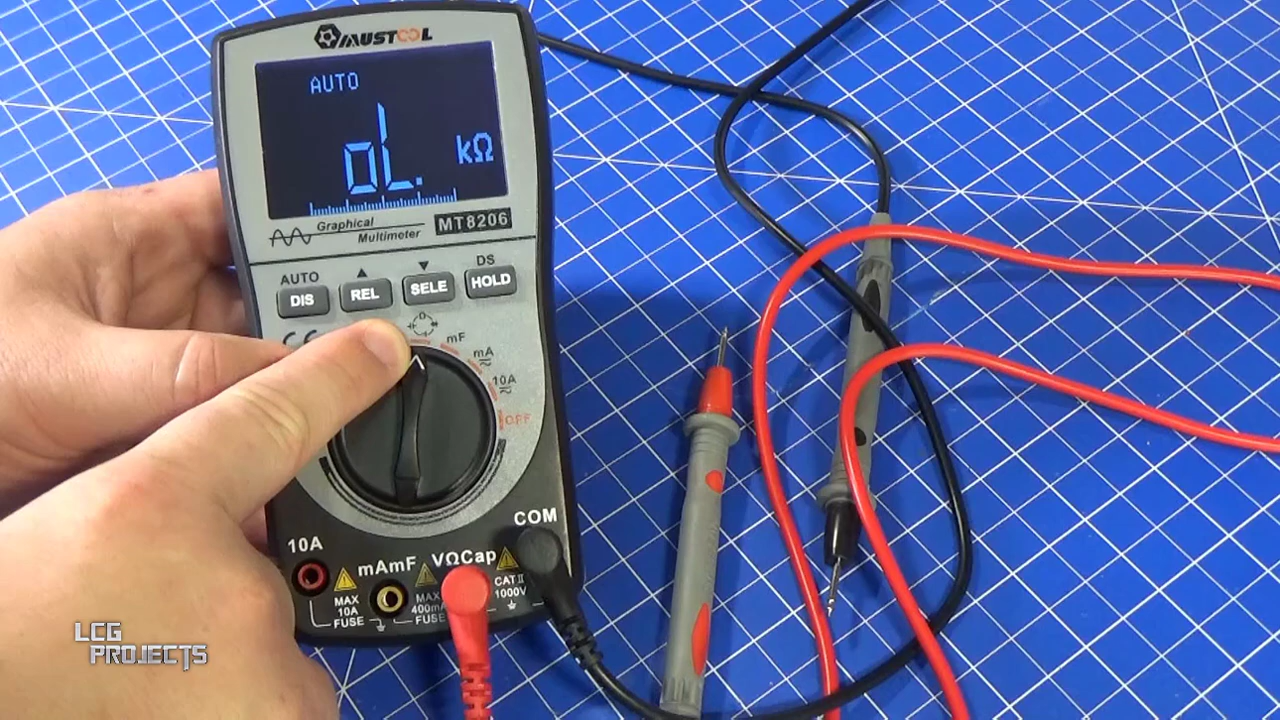 MUSTOOL
AUTO
oL. kΩ
Graphical
Multimeter
MT8206
AUTO
DS
DIS
REL
SELE
HOLD
mF
mA
10A
OFF
COM
10A
mAmF
VΩCap
MAX
10A
FUSE
MAX
400mA
FUSE
CAT II
1000V
LCG
PROJECTS